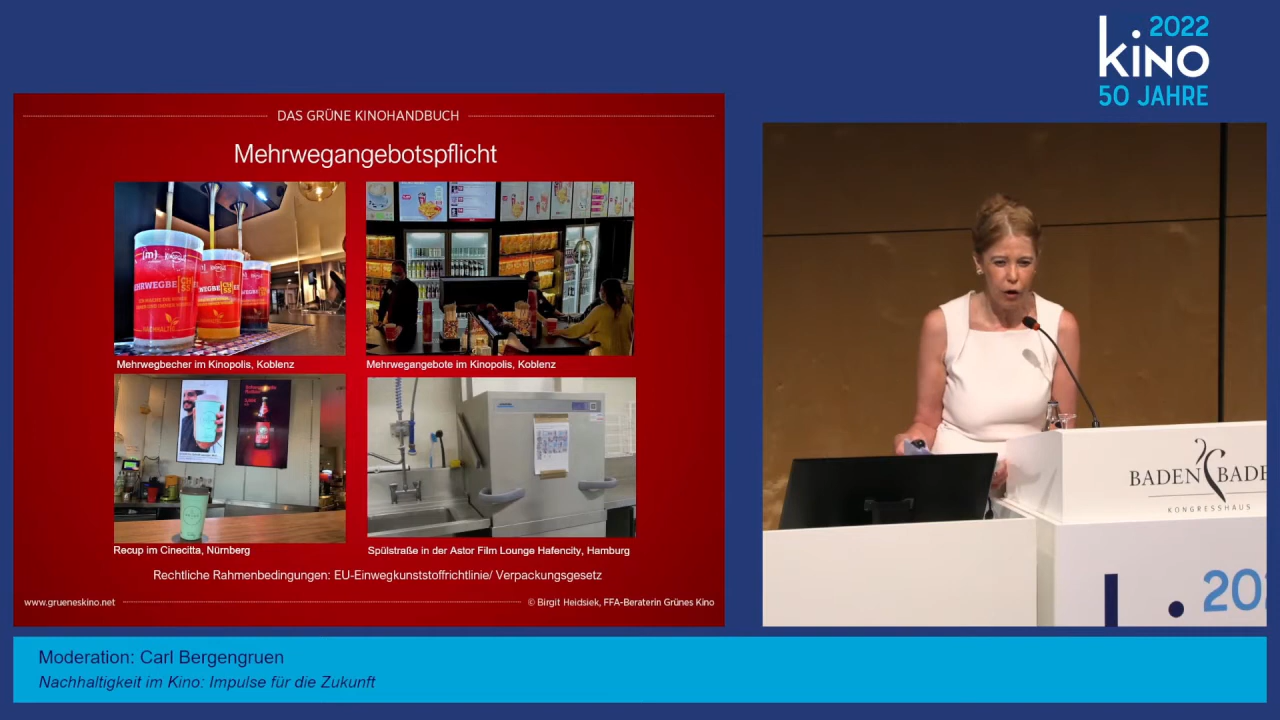 2022
kino
50 JAHRE
DAS GRÜNE KINOHANDBUCH
Mehrwegangebotspflicht
Mehrwegbecher im Kinopolis, Koblenz
Mehrwegangebote im Kinopolis, Koblenz
Recup im Cinecitta, Nürnberg
Spülstraße in der Astor Film Lounge Hafencity, Hamburg
Rechtliche Rahmenbedingungen: EU-Einwegkunststoffrichtlinie/ Verpackungsgesetz
www.grueneskino.net
© Birgit Heidsiek, FFA-Beraterin Grünes Kino
BADEN BADE
KONGRESSHAUS
20
Moderation: Carl Bergengruen
Nachhaltigkeit im Kino: Impulse für die Zukunft